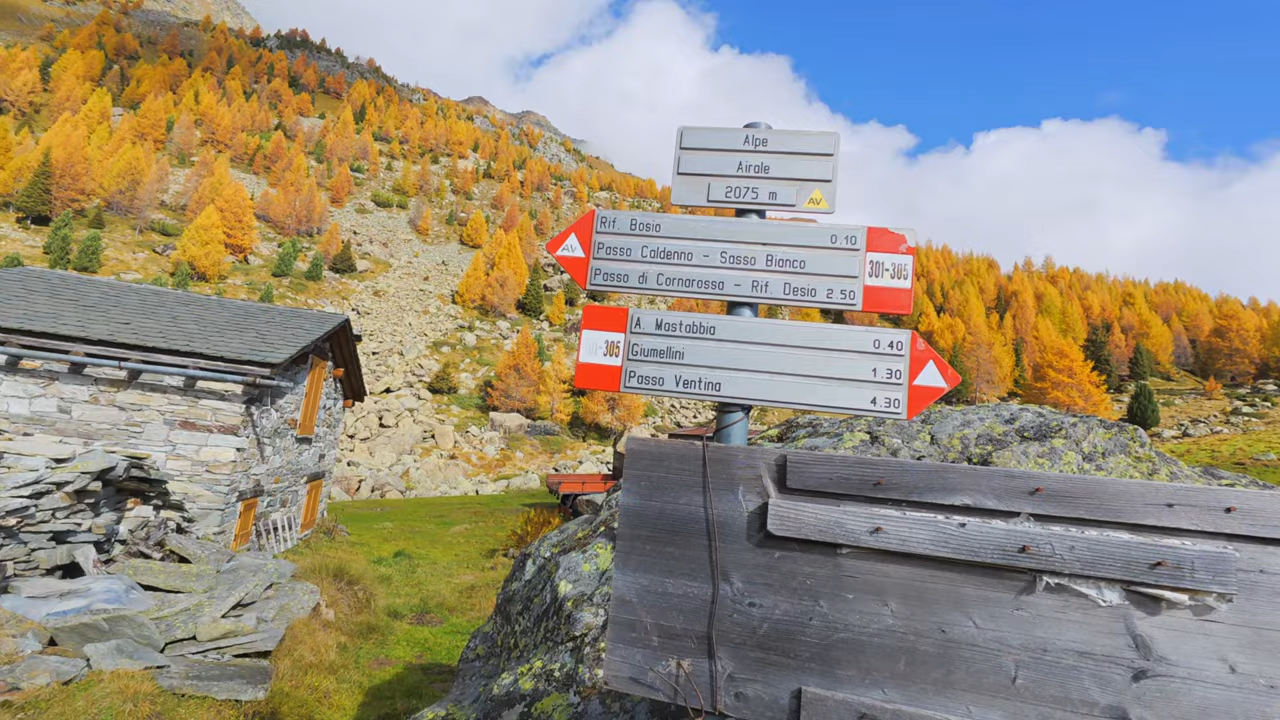 Alpe
Airale
2075 m
AV
AV
Rif. Bosio 0.10
Passo Caldenno - Sasso Bianco
Passo di Cornarossa - Rif. Desio 2.50
301-305
305
A. Mastabbia 0.40
Giumellini 1.30
Passo Ventina 4.30